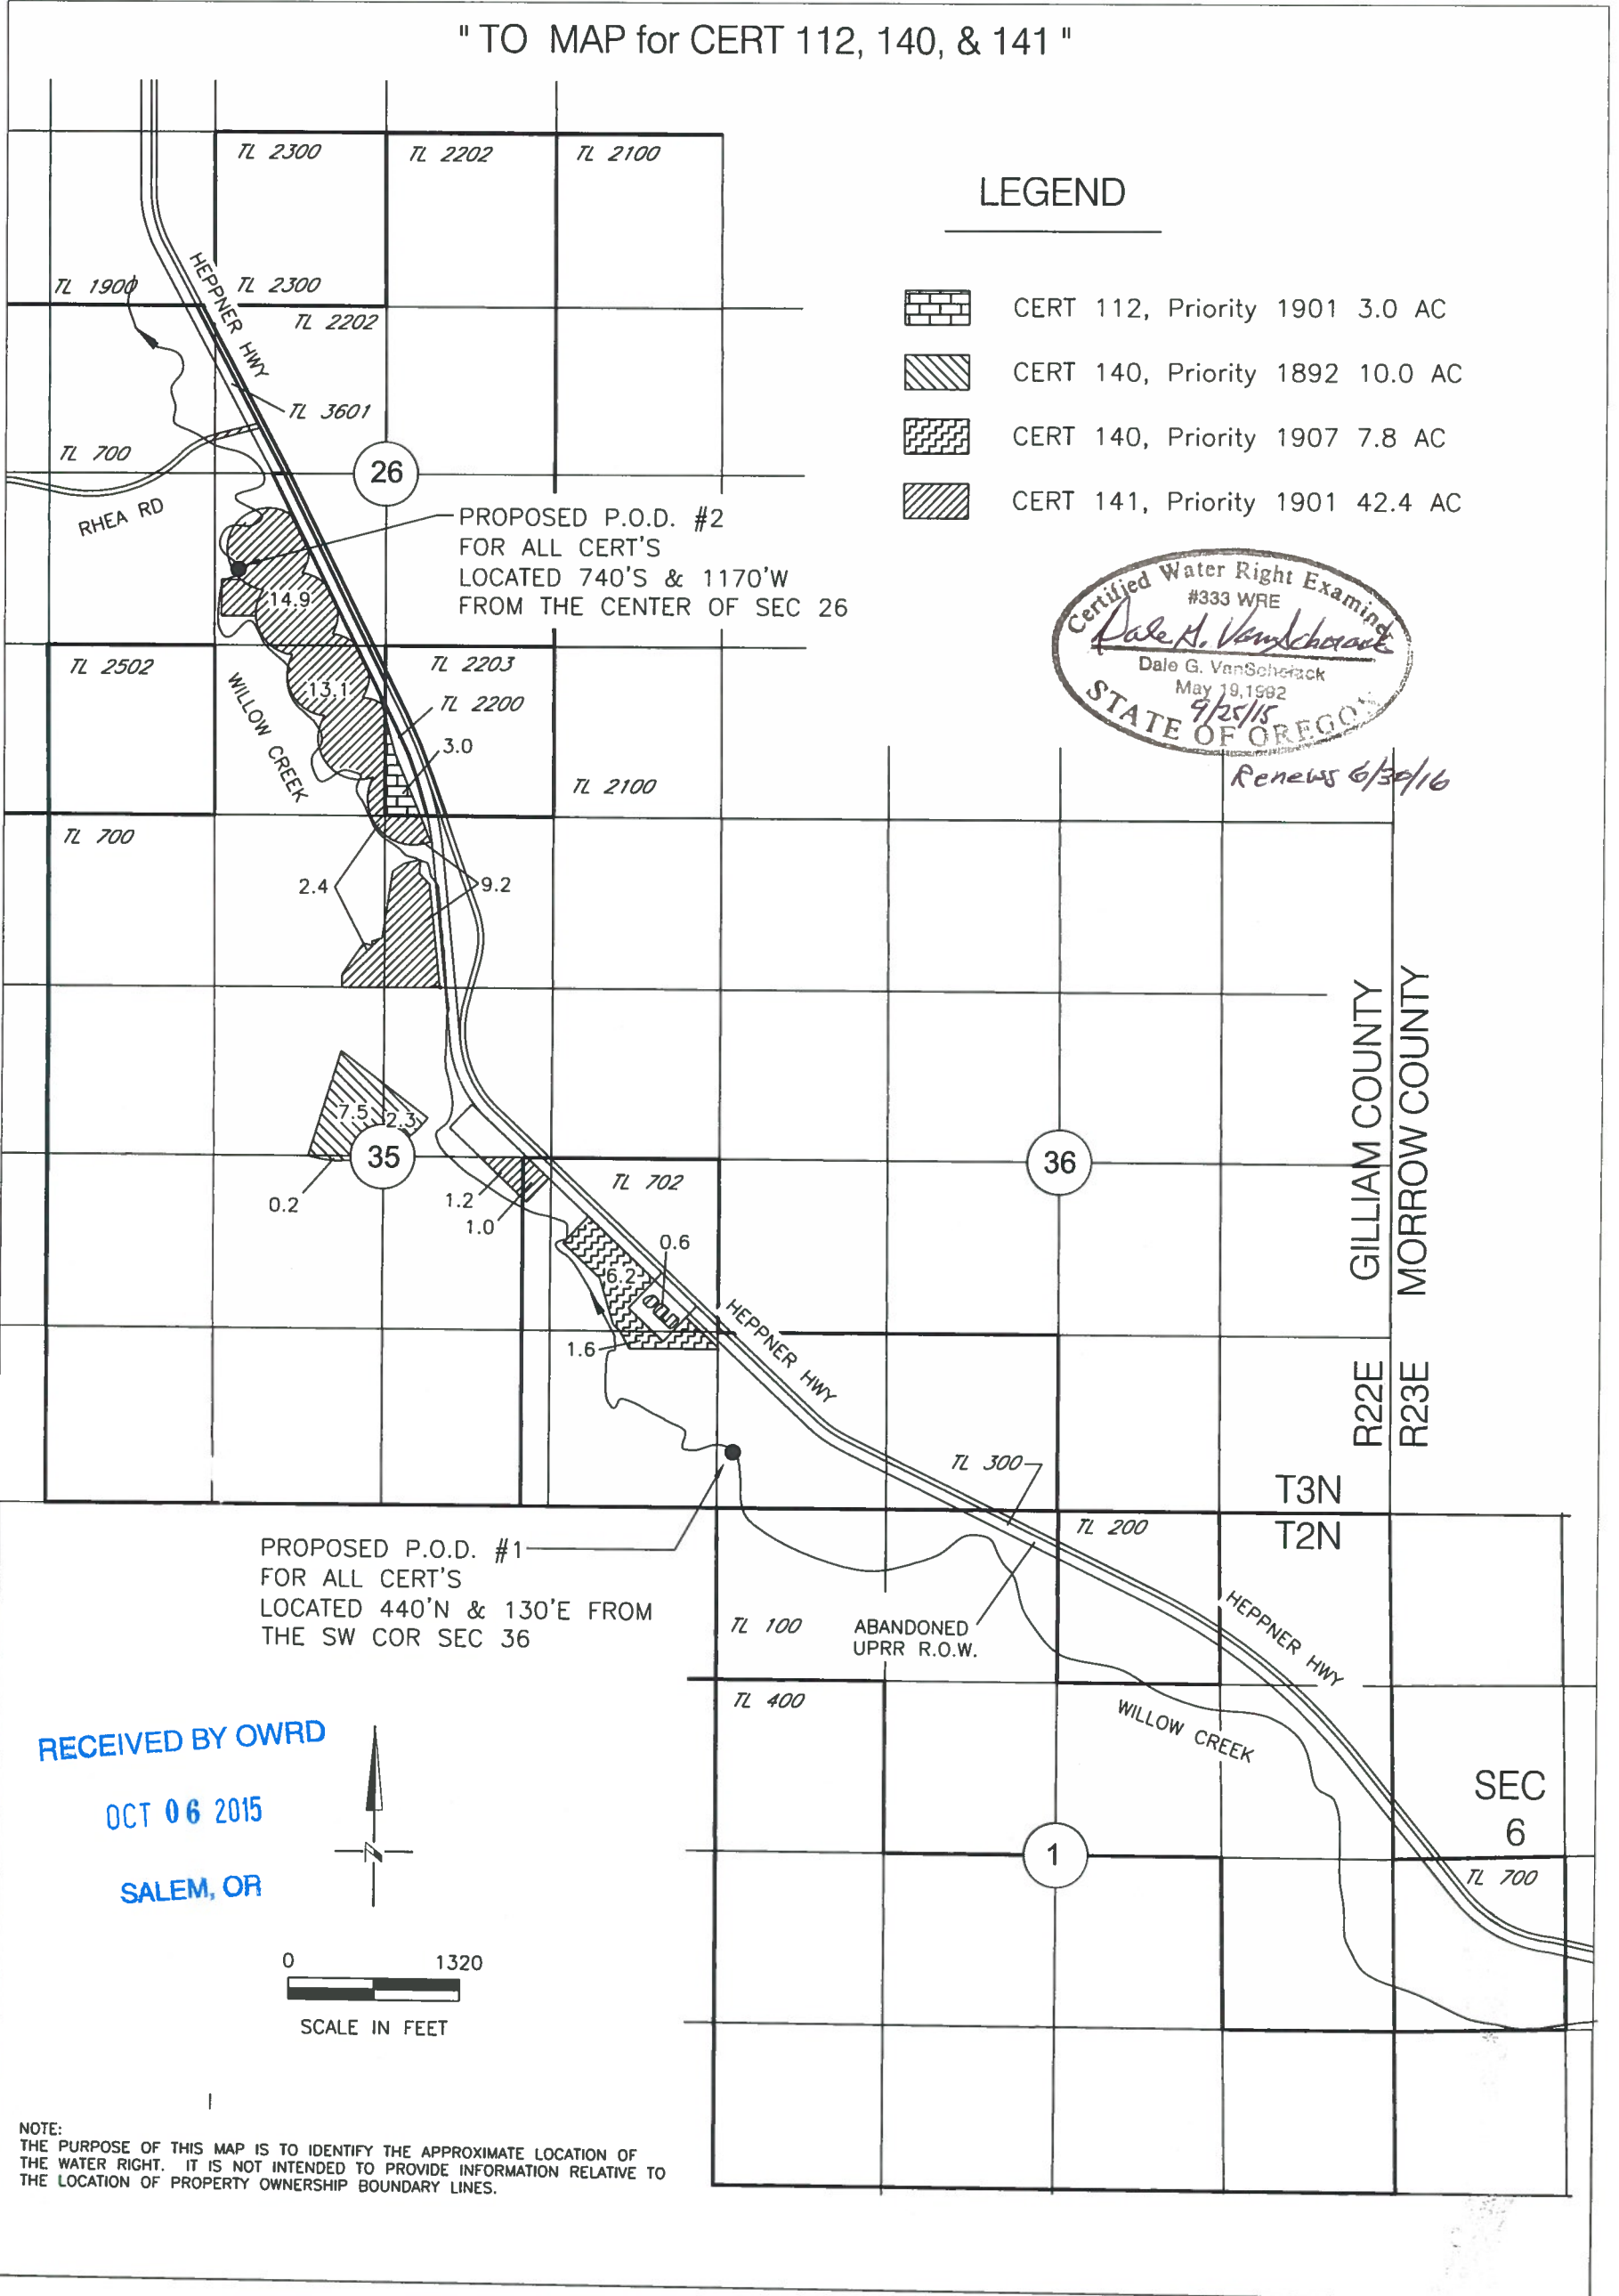 " TO MAP for CERT 112, 140, & 141 "
LEGEND
CERT 112, Priority 1901 3.0 AC
CERT 140, Priority 1892 10.0 AC
CERT 140, Priority 1907 7.8 AC
CERT 141, Priority 1901 42.4 AC
Certified Water Right Examiner
#333 WRE
Dale G. VanSchoiack
Dale G. VanSchoiack
May 19, 1992
9/25/15
STATE OF OREGON
Renews 6/30/16
TL 2300
TL 2202
TL 2100
TL 1900
HEPPNER HWY
TL 2300
TL 2202
TL 3601
TL 700
26
RHEA RD
PROPOSED P.O.D. #2
FOR ALL CERT'S
LOCATED 740'S & 1170'W
FROM THE CENTER OF SEC 26
14.9
TL 2502
TL 2203
13.1
WILLOW CREEK
TL 2200
3.0
TL 2100
TL 700
2.4
9.2
GILLIAM COUNTY
MORROW COUNTY
7.5
2.3
35
36
0.2
1.2
1.0
TL 702
0.6
6.2
1.6
HEPPNER HWY
R22E
R23E
TL 300
T3N
T2N
TL 200
PROPOSED P.O.D. #1
FOR ALL CERT'S
LOCATED 440'N & 130'E FROM
THE SW COR SEC 36
TL 100
ABANDONED
UPRR R.O.W.
HEPPNER HWY
TL 400
WILLOW CREEK
RECEIVED BY OWRD
OCT 06 2015
SALEM, OR
N
SEC
6
1
TL 700
0 1320
SCALE IN FEET
NOTE:
THE PURPOSE OF THIS MAP IS TO IDENTIFY THE APPROXIMATE LOCATION OF
THE WATER RIGHT. IT IS NOT INTENDED TO PROVIDE INFORMATION RELATIVE TO
THE LOCATION OF PROPERTY OWNERSHIP BOUNDARY LINES.